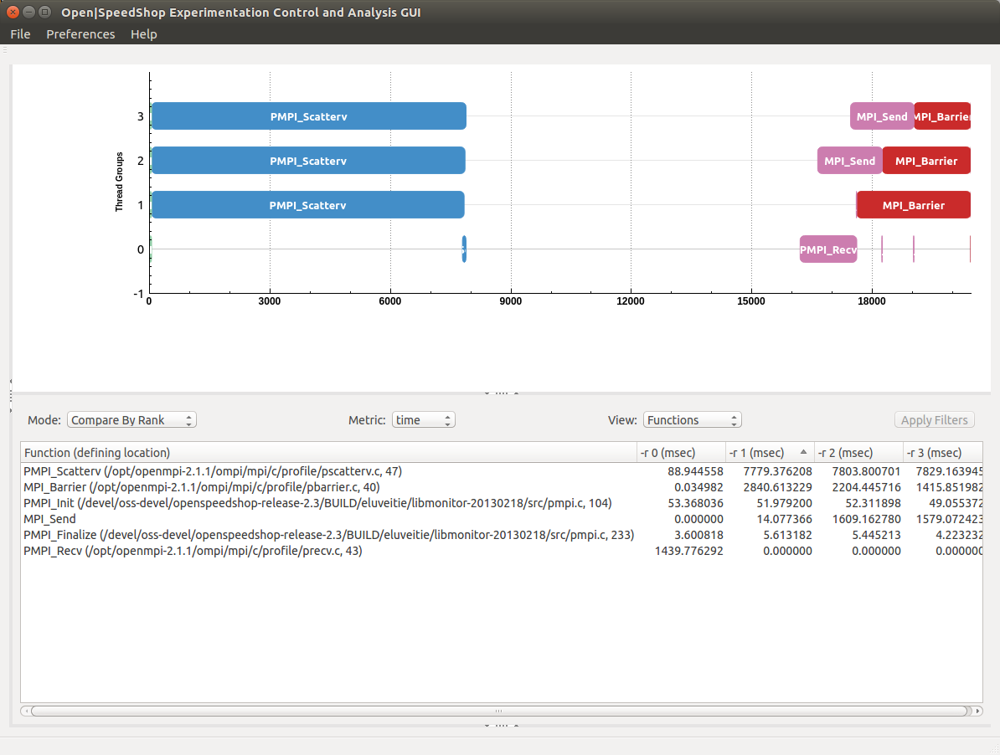 Open|SpeedShop Experimentation Control and Analysis GUI
File Preferences Help
3 PMPI_Scatterv MPI_Send MPI_Barrier
2 PMPI_Scatterv MPI_Send MPI_Barrier
Thread Groups
1 PMPI_Scatterv MPI_Barrier
0 PMPI_Recv
-1
0 3000 6000 9000 12000 15000 18000
Mode: Compare By Rank Metric: time View: Functions Apply Filters
Function (defining location) -r 0 (msec) -r 1 (msec) -r 2 (msec) -r 3 (msec)
PMPI_Scatterv (/opt/openmpi-2.1.1/ompi/mpi/c/profile/pscatterv.c, 47) 88.944558 7779.376208 7803.800701 7829.163945
MPI_Barrier (/opt/openmpi-2.1.1/ompi/mpi/c/profile/pbarrier.c, 40) 0.034982 2840.613229 2204.445716 1415.851982
PMPI_Init (/devel/oss-devel/openspeedshop-release-2.3/BUILD/eluveitie/libmonitor-20130218/src/pmpi.c, 104) 53.368036 51.979200 52.311898 49.055372
MPI_Send 0.000000 14.077366 1609.162780 1579.072423
PMPI_Finalize (/devel/oss-devel/openspeedshop-release-2.3/BUILD/eluveitie/libmonitor-20130218/src/pmpi.c, 233) 3.600818 5.613182 5.445213 4.223232
PMPI_Recv (/opt/openmpi-2.1.1/ompi/mpi/c/profile/precv.c, 43) 1439.776292 0.000000 0.000000 0.000000